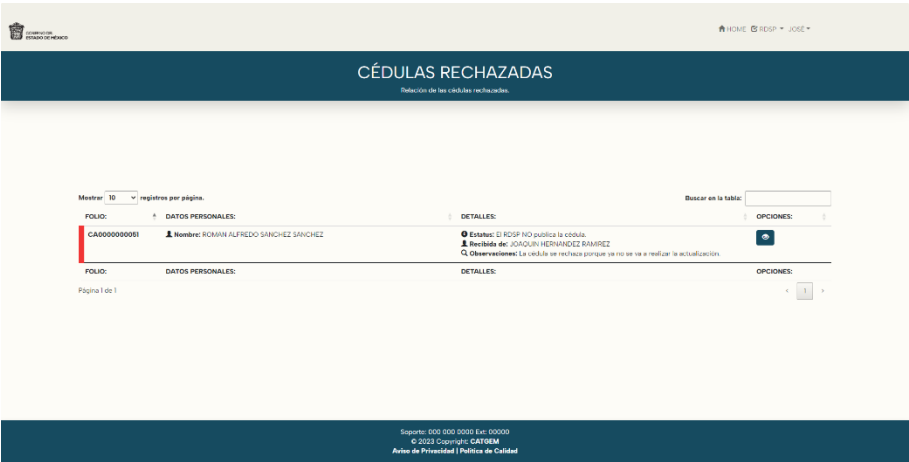 GOBIERNO DEL
ESTADO DE MÉXICO
HOME RDSP JOSE
CÉDULAS RECHAZADAS
Relación de las cédulas rechazadas.
Mostrar 10 registros por página.
Buscar en la tabla:
FOLIO: DATOS PERSONALES: DETALLES: OPCIONES:
CA0000000051 Nombre: ROMAN ALFREDO SANCHEZ SANCHEZ Estatus: El RDSP NO publica la cédula.
Recibida de: JOAQUIN HERNANDEZ RAMIREZ
Observaciones: La cédula se rechaza porque ya no se va a realizar la actualización.
FOLIO: DATOS PERSONALES: DETALLES: OPCIONES:
Página 1 de 1
‹ 1 ›
Soporte: 000 000 0000 Ext: 00000
© 2023 Copyright: CATGEM
Aviso de Privacidad | Política de Calidad